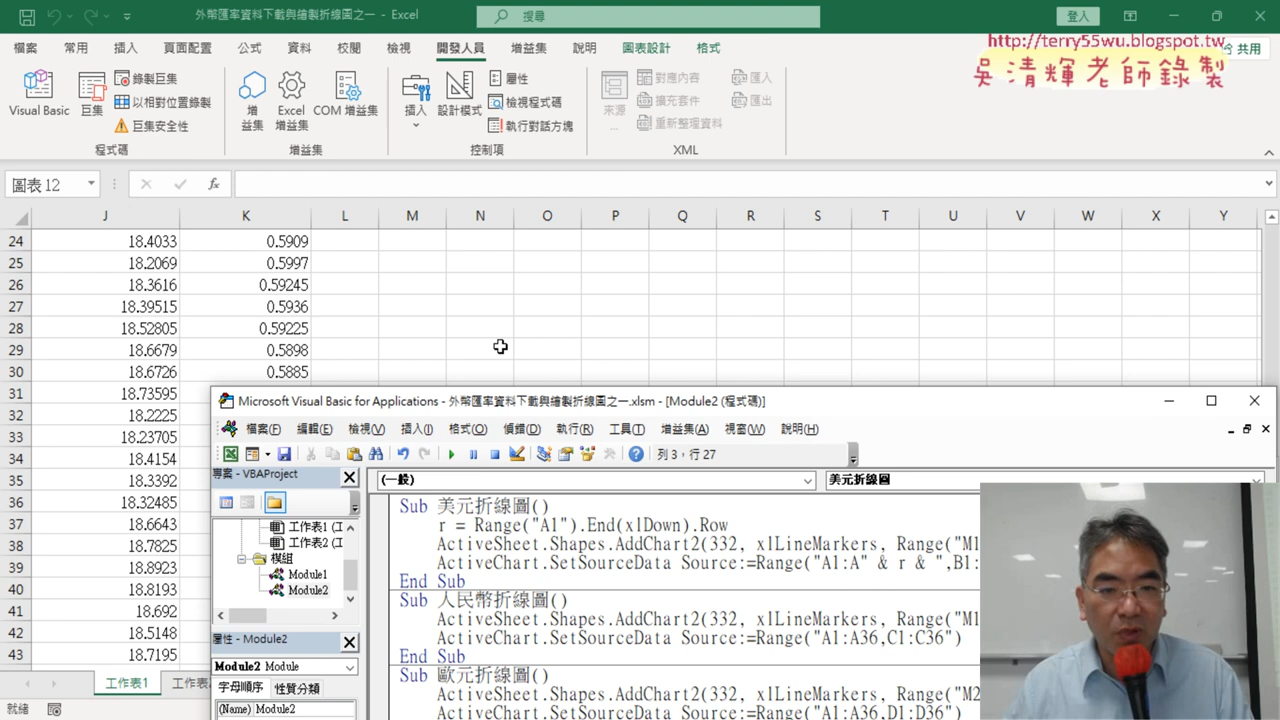 外幣匯率資料下載與繪製折線圖之一 - Excel
搜尋
登入
檔案 常用 插入 頁面配置 公式 資料 校閱 檢視 開發人員 增益集 說明 圖表設計 格式
http://terry55wu.blogspot.tw
共用
吳清輝老師錄製
Visual Basic 巨集 錄製巨集 以相對位置錄製 巨集安全性
程式碼
增益集 Excel 增益集 COM 增益集
增益集
插入 設計模式 屬性 檢視程式碼 執行對話方塊
控制項
來源 對應內容 擴充套件 重新整理資料 匯入 匯出
XML
圖表 12
fx
J K L M N O P Q R S T U V W X Y
24 18.4033 0.5909
25 18.2069 0.5997
26 18.3616 0.59245
27 18.39515 0.5936
28 18.52805 0.59225
29 18.6679 0.5898
30 18.6726 0.5885
31 18.73595
32 18.2225
33 18.23705
34 18.4154
35 18.3392
36 18.32485
37 18.6643
38 18.7825
39 18.8923
40 18.8193
41 18.692
42 18.5148
43 18.7195
工作表1 工作表
就緒
Microsoft Visual Basic for Applications - 外幣匯率資料下載與繪製折線圖之一.xlsm - [Module2 (程式碼)]
檔案(F) 編輯(E) 檢視(V) 插入(I) 格式(O) 偵錯(D) 執行(R) 工具(T) 增益集(A) 視窗(W) 說明(H)
列 3，行 27
專案 - VBAProject
工作表1 (工
工作表2 (工
模組
Module1
Module2
屬性 - Module2
Module2 Module
字母順序 性質分類
(Name) Module2
(一般) 美元折線圖
Sub 美元折線圖()
r = Range("A1").End(xlDown).Row
ActiveSheet.Shapes.AddChart2(332, xlLineMarkers, Range("M1
ActiveChart.SetSourceData Source:=Range("A1:A" & r & ",B1:
End Sub
Sub 人民幣折線圖()
ActiveSheet.Shapes.AddChart2(332, xlLineMarkers, Range("M1
ActiveChart.SetSourceData Source:=Range("A1:A36,C1:C36")
End Sub
Sub 歐元折線圖()
ActiveSheet.Shapes.AddChart2(332, xlLineMarkers, Range("M2
ActiveChart.SetSourceData Source:=Range("A1:A36,D1:D36")